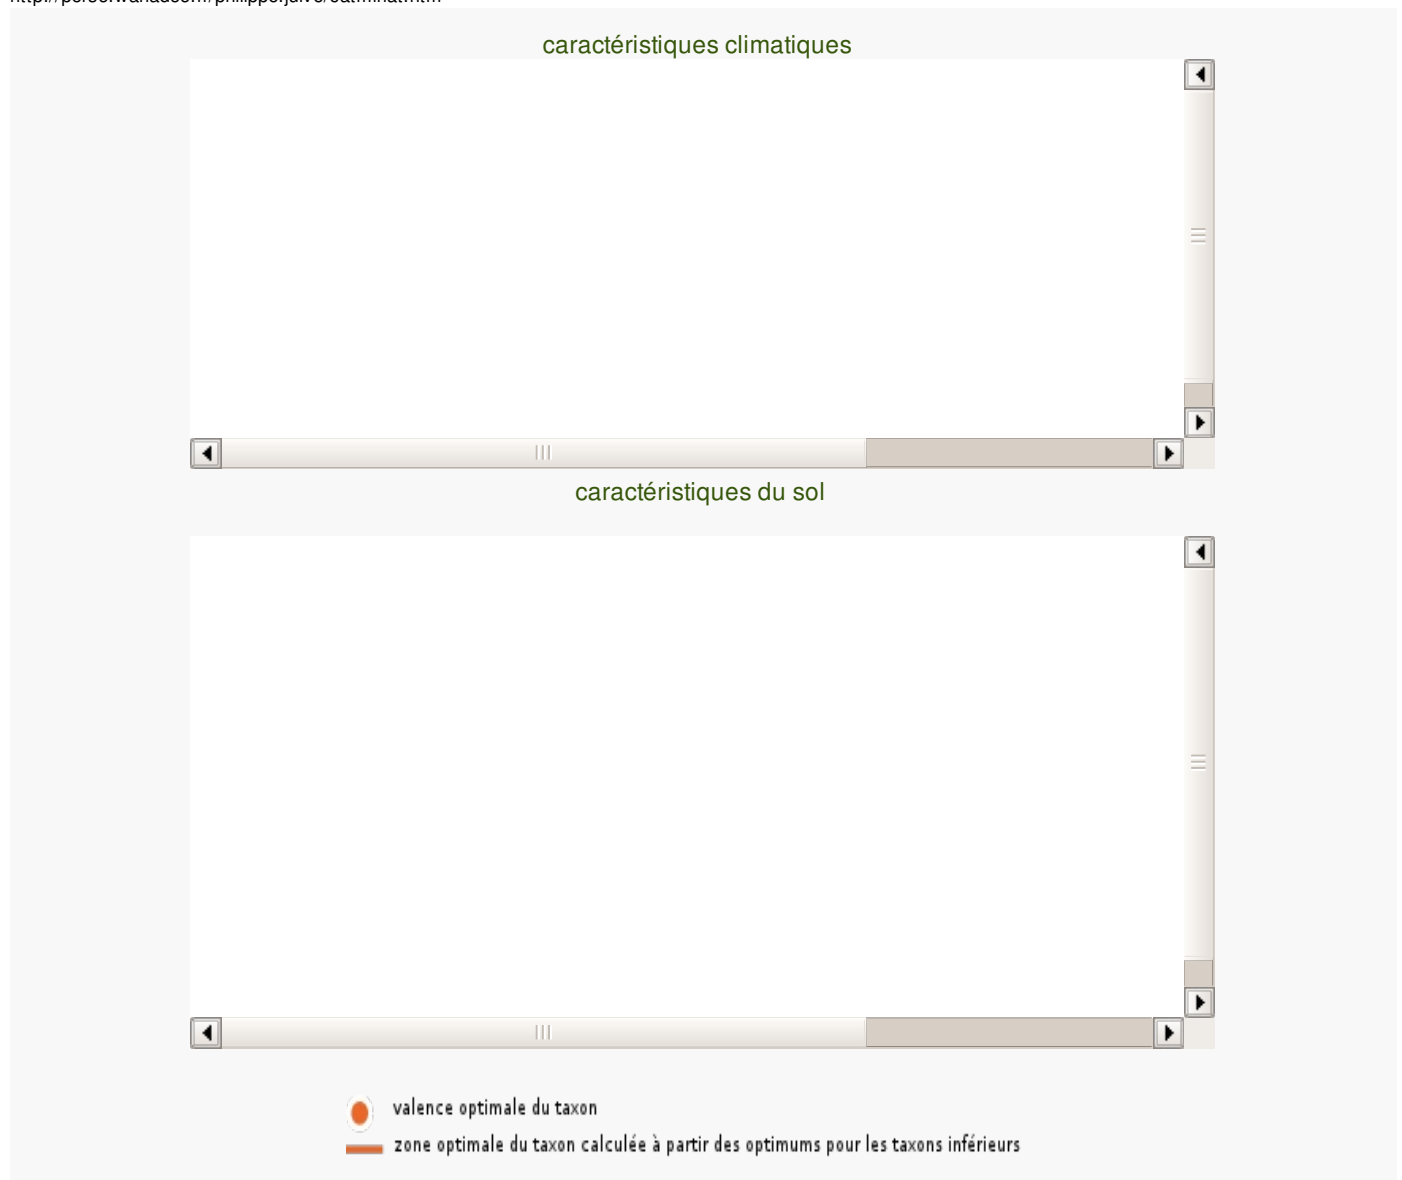 caractéristiques climatiques
caractéristiques du sol
valence optimale du taxon
zone optimale du taxon calculée à partir des optimums pour les taxons inférieurs